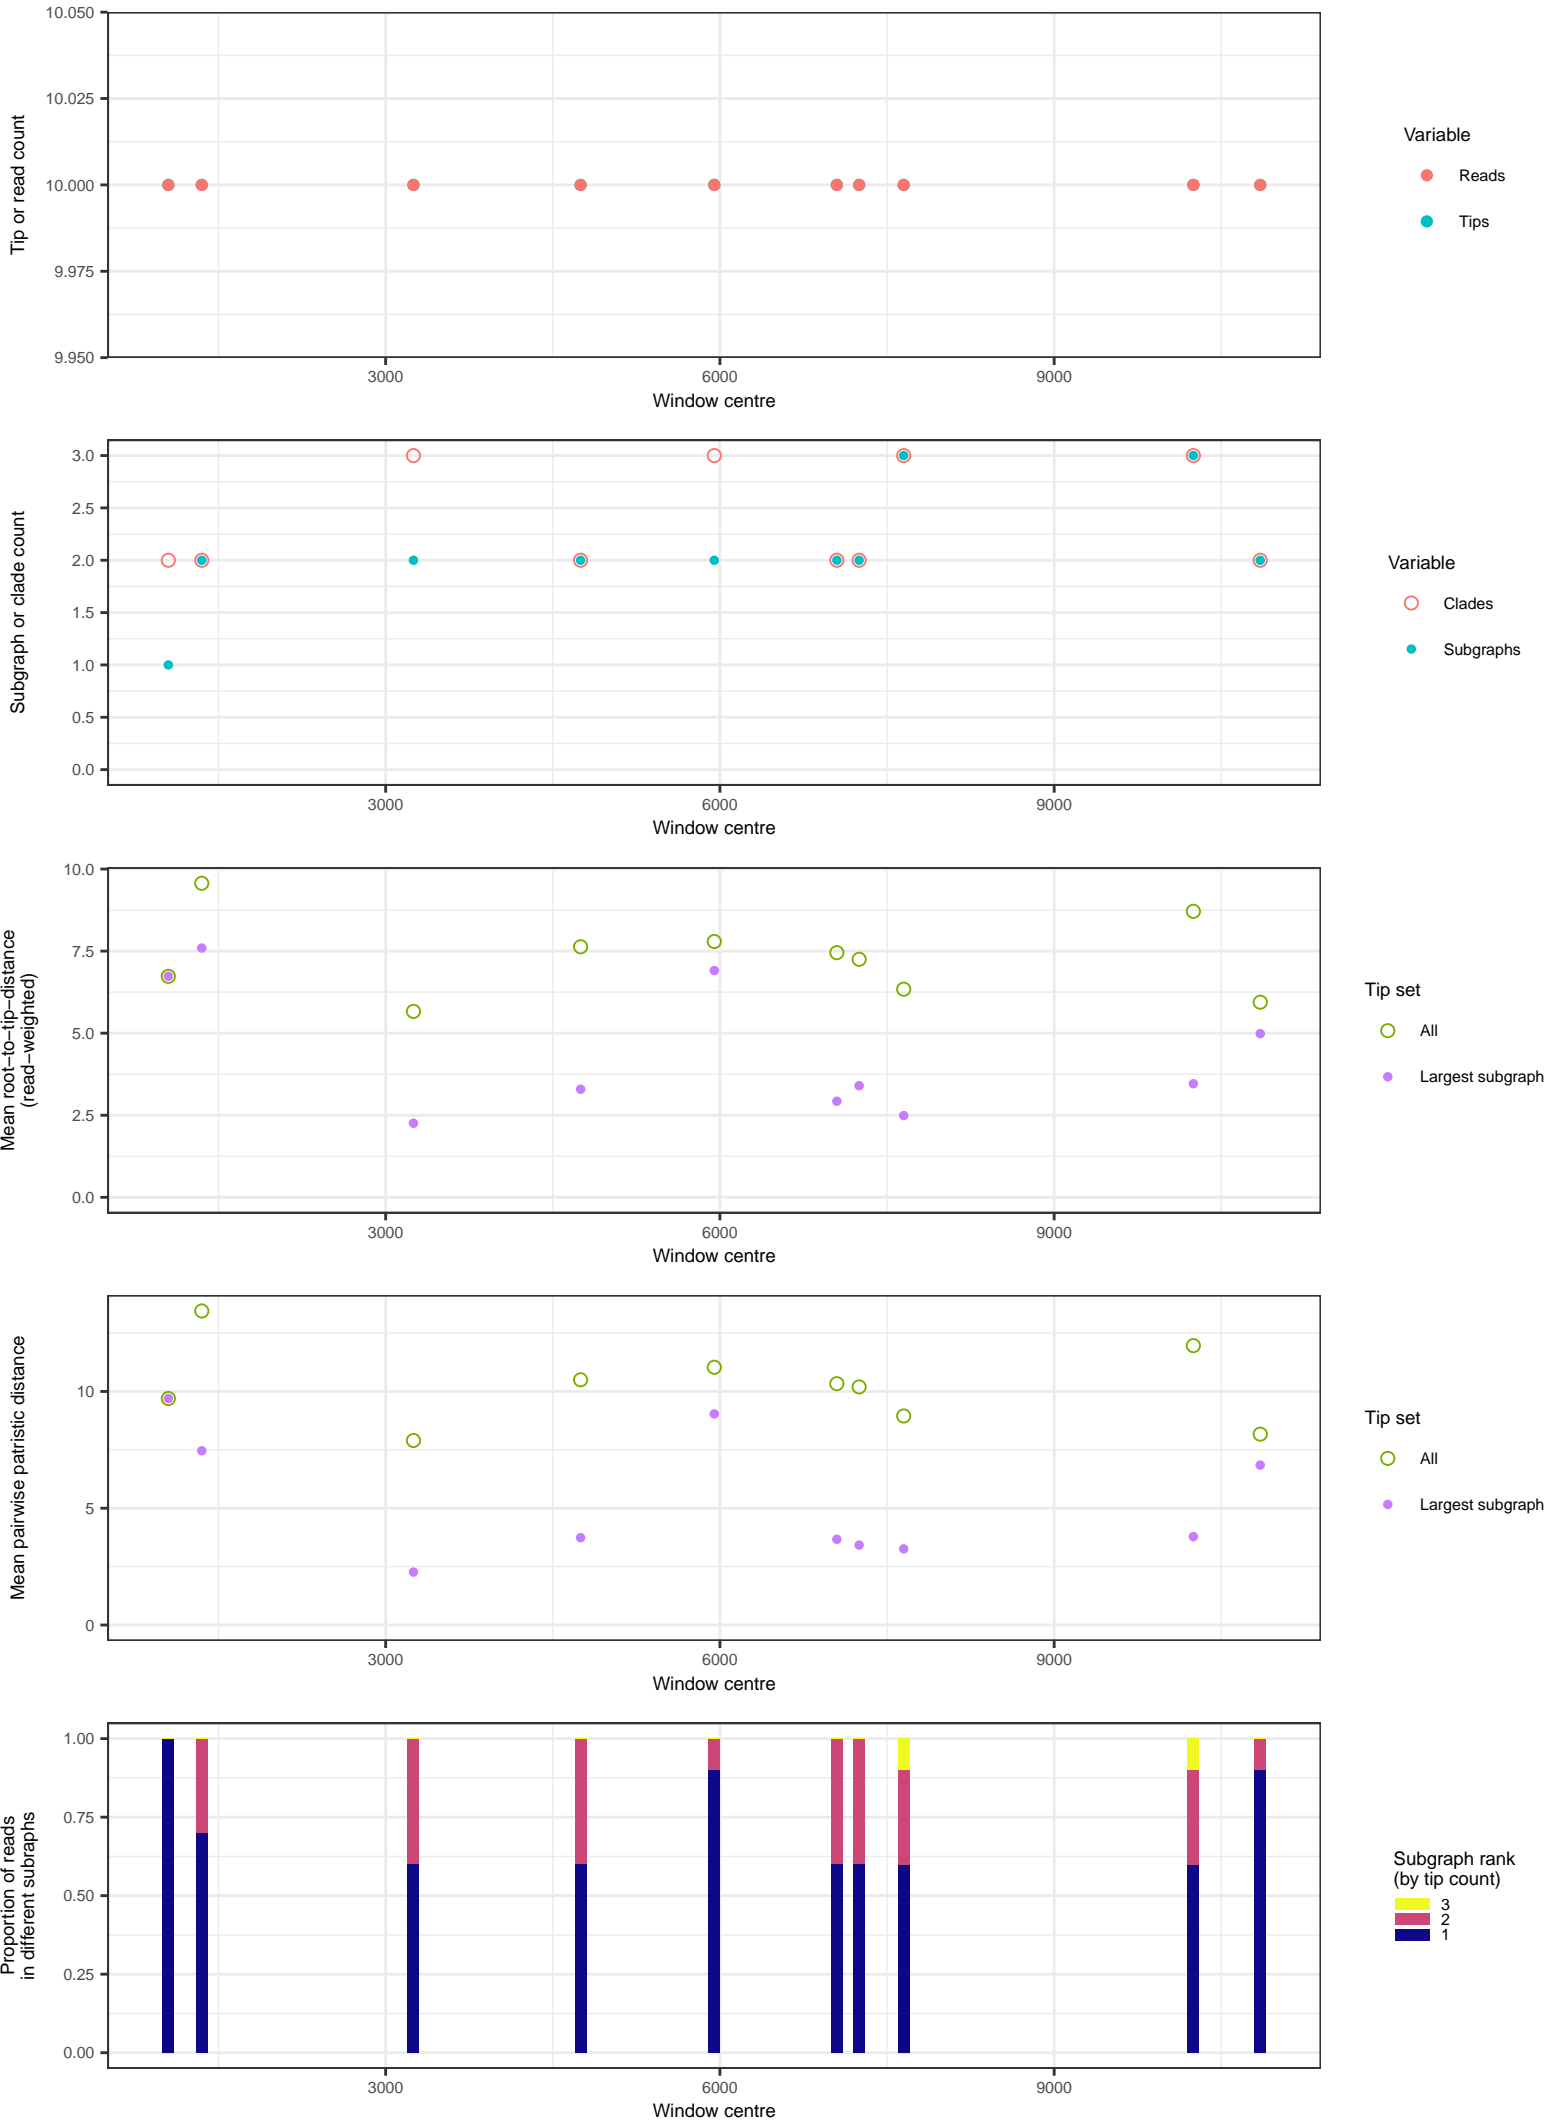 10.050
10.025
10.000
9.975
9.950
Tip or read count
3000 6000 9000
Window centre
Variable
Reads
Tips
3.0
2.5
2.0
1.5
1.0
0.5
0.0
Subgraph or clade count
3000 6000 9000
Window centre
Variable
Clades
Subgraphs
10.0
7.5
5.0
2.5
0.0
Mean root−to−tip−distance
(read−weighted)
3000 6000 9000
Window centre
Tip set
All
Largest subgraph
10
5
0
Mean pairwise patristic distance
3000 6000 9000
Window centre
Tip set
All
Largest subgraph
1.00
0.75
0.50
0.25
0.00
Proportion of reads
in different subraphs
3000 6000 9000
Window centre
Subgraph rank
(by tip count)
3
2
1